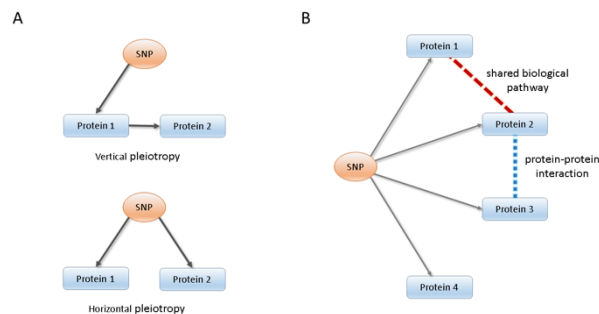 A
SNP
Protein 1
Protein 2
Vertical pleiotropy
SNP
Protein 1
Protein 2
Horizontal pleiotropy
B
Protein 1
shared biological
pathway
Protein 2
protein-protein
interaction
SNP
Protein 3
Protein 4